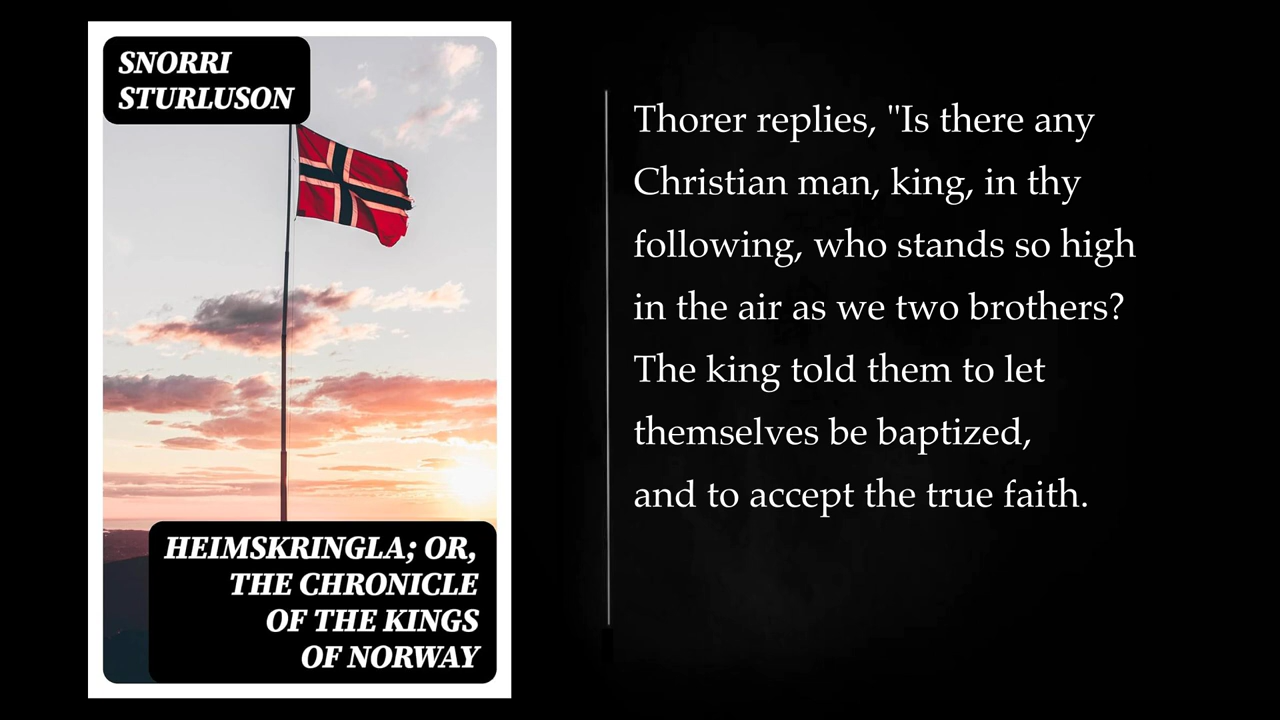 SNORRI
STURLUSON
HEIMSKRINGLA; OR,
THE CHRONICLE
OF THE KINGS
OF NORWAY
Thorer replies, "Is there any
Christian man, king, in thy
following, who stands so high
in the air as we two brothers?
The king told them to let
themselves be baptized,
and to accept the true faith.